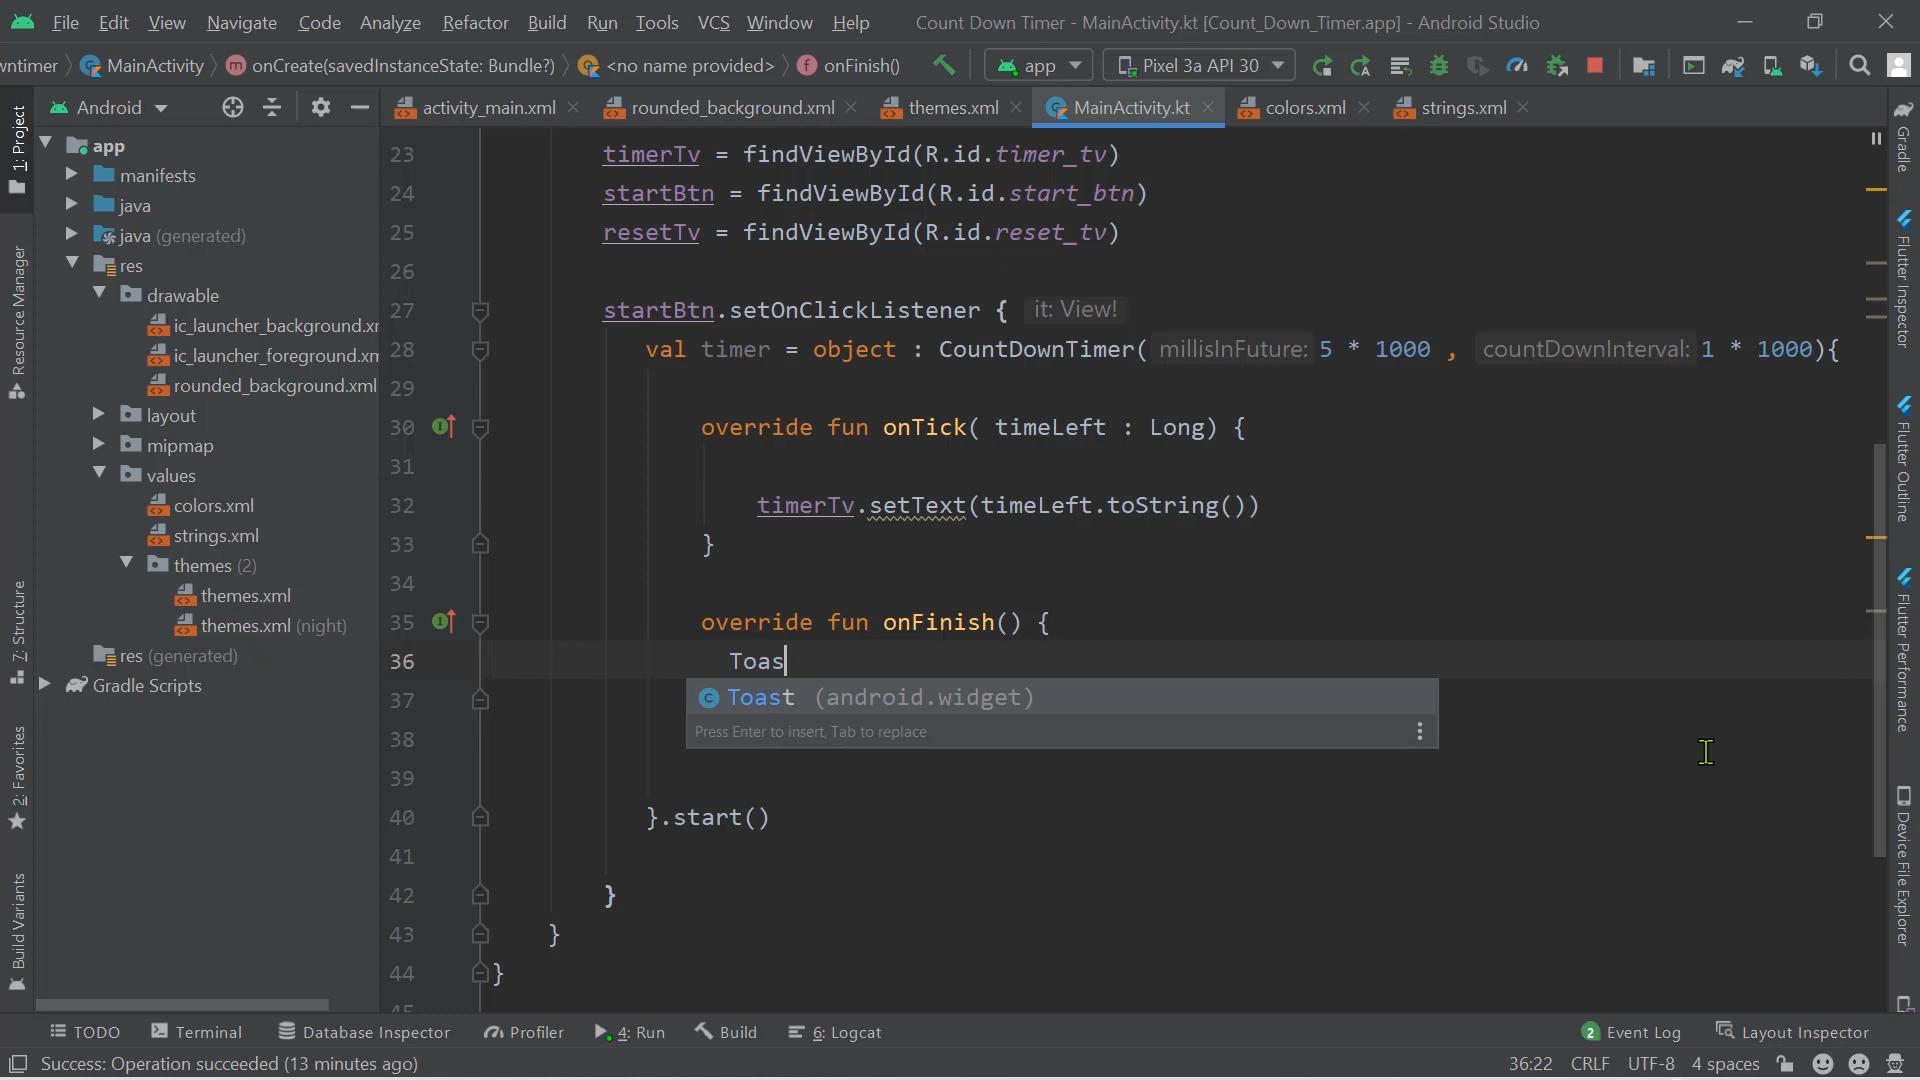 File Edit View Navigate Code Analyze Refactor Build Run Tools VCS Window Help Count Down Timer - MainActivity.kt [Count_Down_Timer.app] - Android Studio
wntimer MainActivity onCreate(savedInstanceState: Bundle?) <no name provided> onFinish() app Pixel 3a API 30
Android activity_main.xml rounded_background.xml themes.xml MainActivity.kt colors.xml strings.xml
1: Project
Resource Manager
7: Structure
2: Favorites
Build Variants
app
manifests
java
java (generated)
res
drawable
ic_launcher_background.xm
ic_launcher_foreground.xm
rounded_background.xml
layout
mipmap
values
colors.xml
strings.xml
themes (2)
themes.xml
themes.xml (night)
res (generated)
Gradle Scripts
23 timerTv = findViewById(R.id.timer_tv)
24 startBtn = findViewById(R.id.start_btn)
25 resetTv = findViewById(R.id.reset_tv)
26
27 startBtn.setOnClickListener { it: View!
28 val timer = object : CountDownTimer( millisInFuture: 5 * 1000 , countDownInterval: 1 * 1000){
29
30 override fun onTick( timeLeft : Long) {
31
32 timerTv.setText(timeLeft.toString())
33 }
34
35 override fun onFinish() {
36 Toas
37
38
39
40 }.start()
41
42 }
43 }
44 }
Toast (android.widget)
Press Enter to insert, Tab to replace
Gradle
Flutter Inspector
Flutter Outline
Flutter Performance
Device File Explorer
TODO Terminal Database Inspector Profiler 4: Run Build 6: Logcat 2 Event Log Layout Inspector
Success: Operation succeeded (13 minutes ago) 36:22 CRLF UTF-8 4 spaces